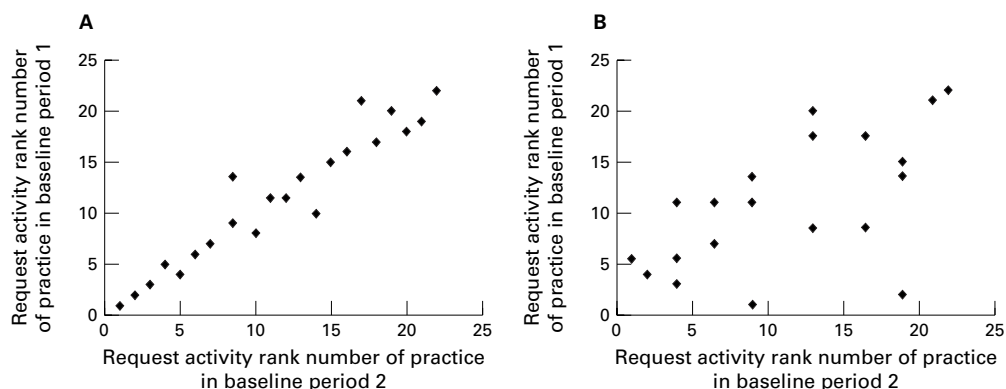 A
Request activity rank number
of practice in baseline period 1
25
20
15
10
5
0
0 5 10 15 20 25
Request activity rank number of practice
in baseline period 2
B
Request activity rank number
of practice in baseline period 1
25
20
15
10
5
0
0 5 10 15 20 25
Request activity rank number of practice
in baseline period 2